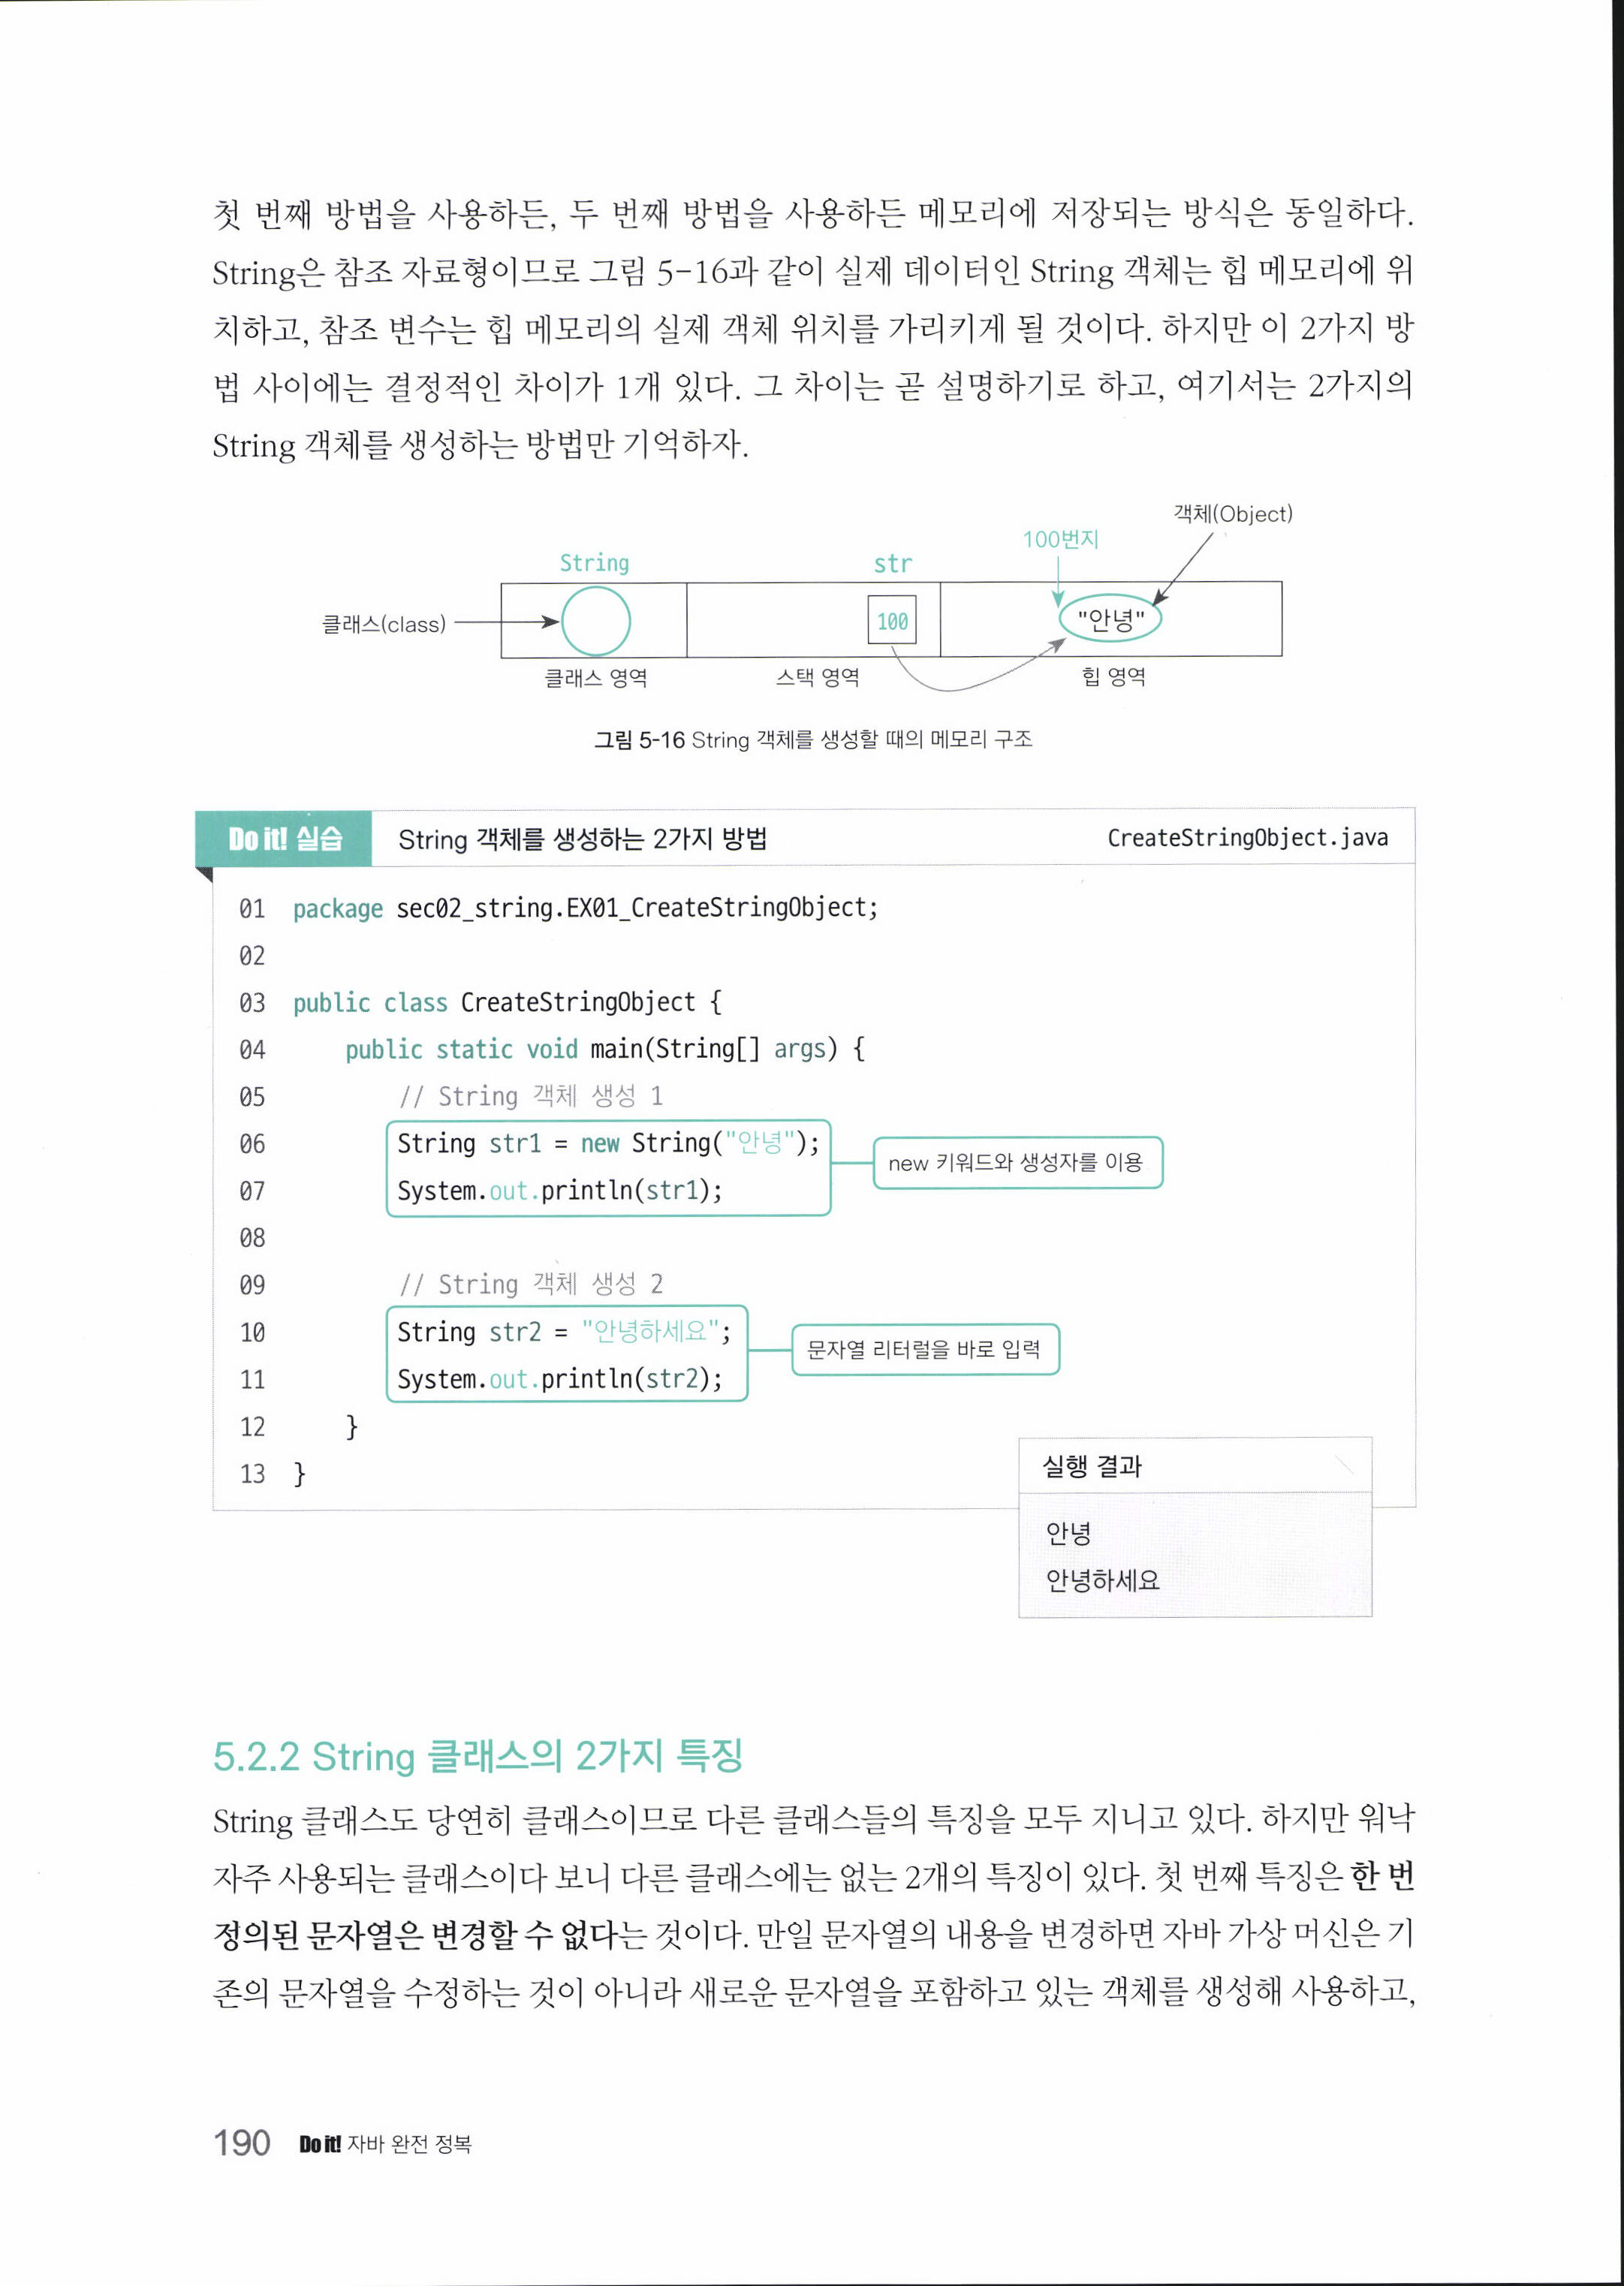 첫 번째 방법을 사용하든, 두 번째 방법을 사용하든 메모리에 저장되는 방식은 동일하다.
String은 참조 자료형이므로 그림 5-16과 같이 실제 데이터인 String 객체는 힙 메모리에 위
치하고, 참조 변수는 힙 메모리의 실제 객체 위치를 가리키게 될 것이다. 하지만 이 2가지 방
법 사이에는 결정적인 차이가 1개 있다. 그 차이는 곧 설명하기로 하고, 여기서는 2가지의
String 객체를 생성하는 방법만 기억하자.
객체(Object)
100번지
String
str
클래스(class)
100
"안녕"
클래스 영역
스택 영역
힙 영역
그림 5-16 String 객체를 생성할 때의 메모리 구조
Do it! 실습 String 객체를 생성하는 2가지 방법 CreateStringObject.java
01 package sec02_string.EX01_CreateStringObject;
02
03 public class CreateStringObject {
04 public static void main(String[] args) {
05 // String 객체 생성 1
06 String str1 = new String("안녕");
new 키워드와 생성자를 이용
07 System.out.println(str1);
08
09 // String 객체 생성 2
10 String str2 = "안녕하세요";
문자열 리터럴을 바로 입력
11 System.out.println(str2);
12 }
13 }
실행 결과
안녕
안녕하세요
5.2.2 String 클래스의 2가지 특징
String 클래스도 당연히 클래스이므로 다른 클래스들의 특징을 모두 지니고 있다. 하지만 워낙
자주 사용되는 클래스이다 보니 다른 클래스에는 없는 2개의 특징이 있다. 첫 번째 특징은 한 번
정의된 문자열은 변경할 수 없다는 것이다. 만일 문자열의 내용을 변경하면 자바 가상 머신은 기
존의 문자열을 수정하는 것이 아니라 새로운 문자열을 포함하고 있는 객체를 생성해 사용하고,
190 Do it! 자바 완전 정복